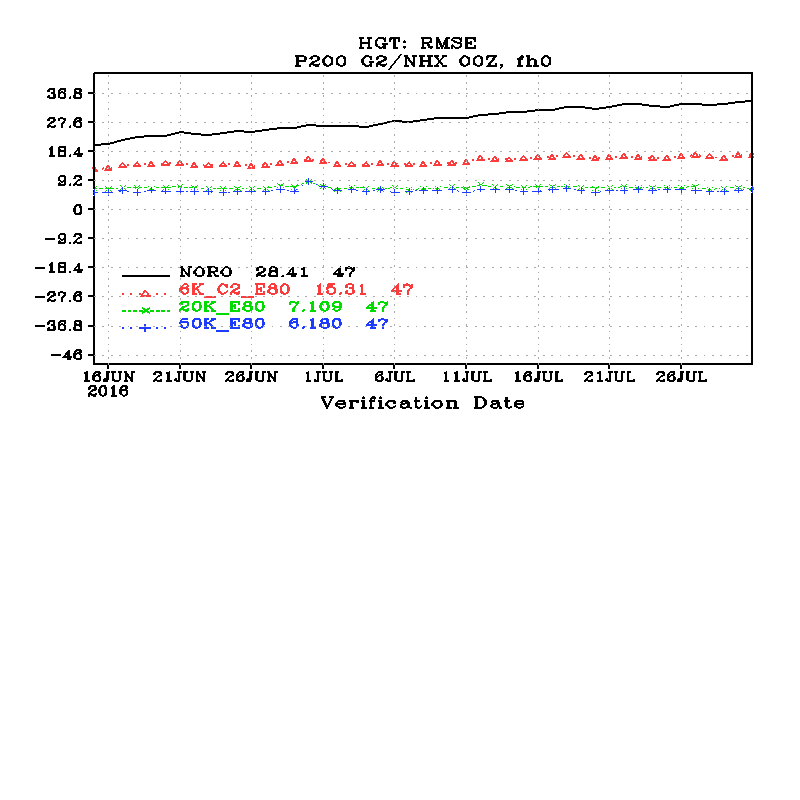 HGT: RMSE
P200 G2/NHX 00Z, fh0
36.8
27.6
18.4
9.2
0
-9.2
-18.4
-27.6
-36.8
-46
NORO 28.41 47
6K_C2_E80 15.31 47
20K_E80 7.109 47
50K_E80 6.180 47
16JUN 21JUN 26JUN 1JUL 6JUL 11JUL 16JUL 21JUL 26JUL
2016
Verification Date